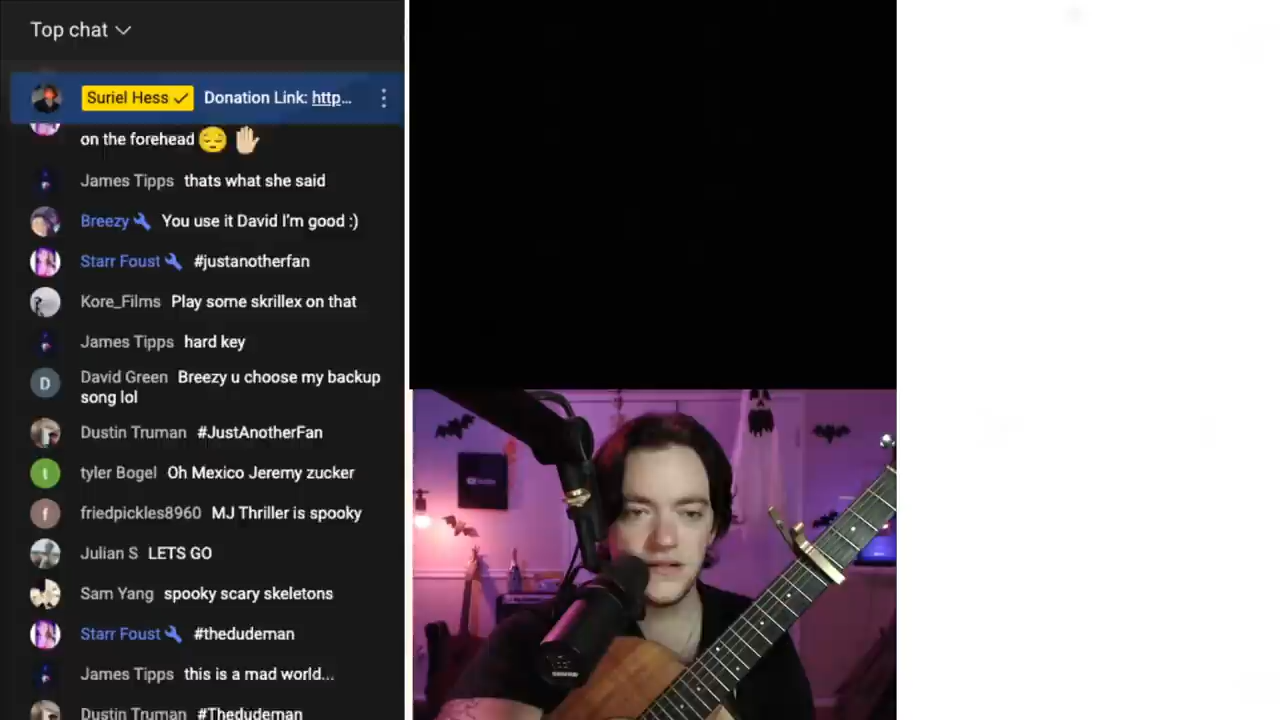 Top chat
Suriel Hess Donation Link: http...
on the forehead
James Tipps thats what she said
Breezy You use it David I'm good :)
Starr Foust #justanotherfan
Kore_Films Play some skrillex on that
James Tipps hard key
D
David Green Breezy u choose my backup
song lol
Dustin Truman #JustAnotherFan
t
tyler Bogel Oh Mexico Jeremy zucker
f
friedpickles8960 MJ Thriller is spooky
Julian S LETS GO
Sam Yang spooky scary skeletons
Starr Foust #thedudeman
James Tipps this is a mad world...
Dustin Truman #Thedudeman
SHURE